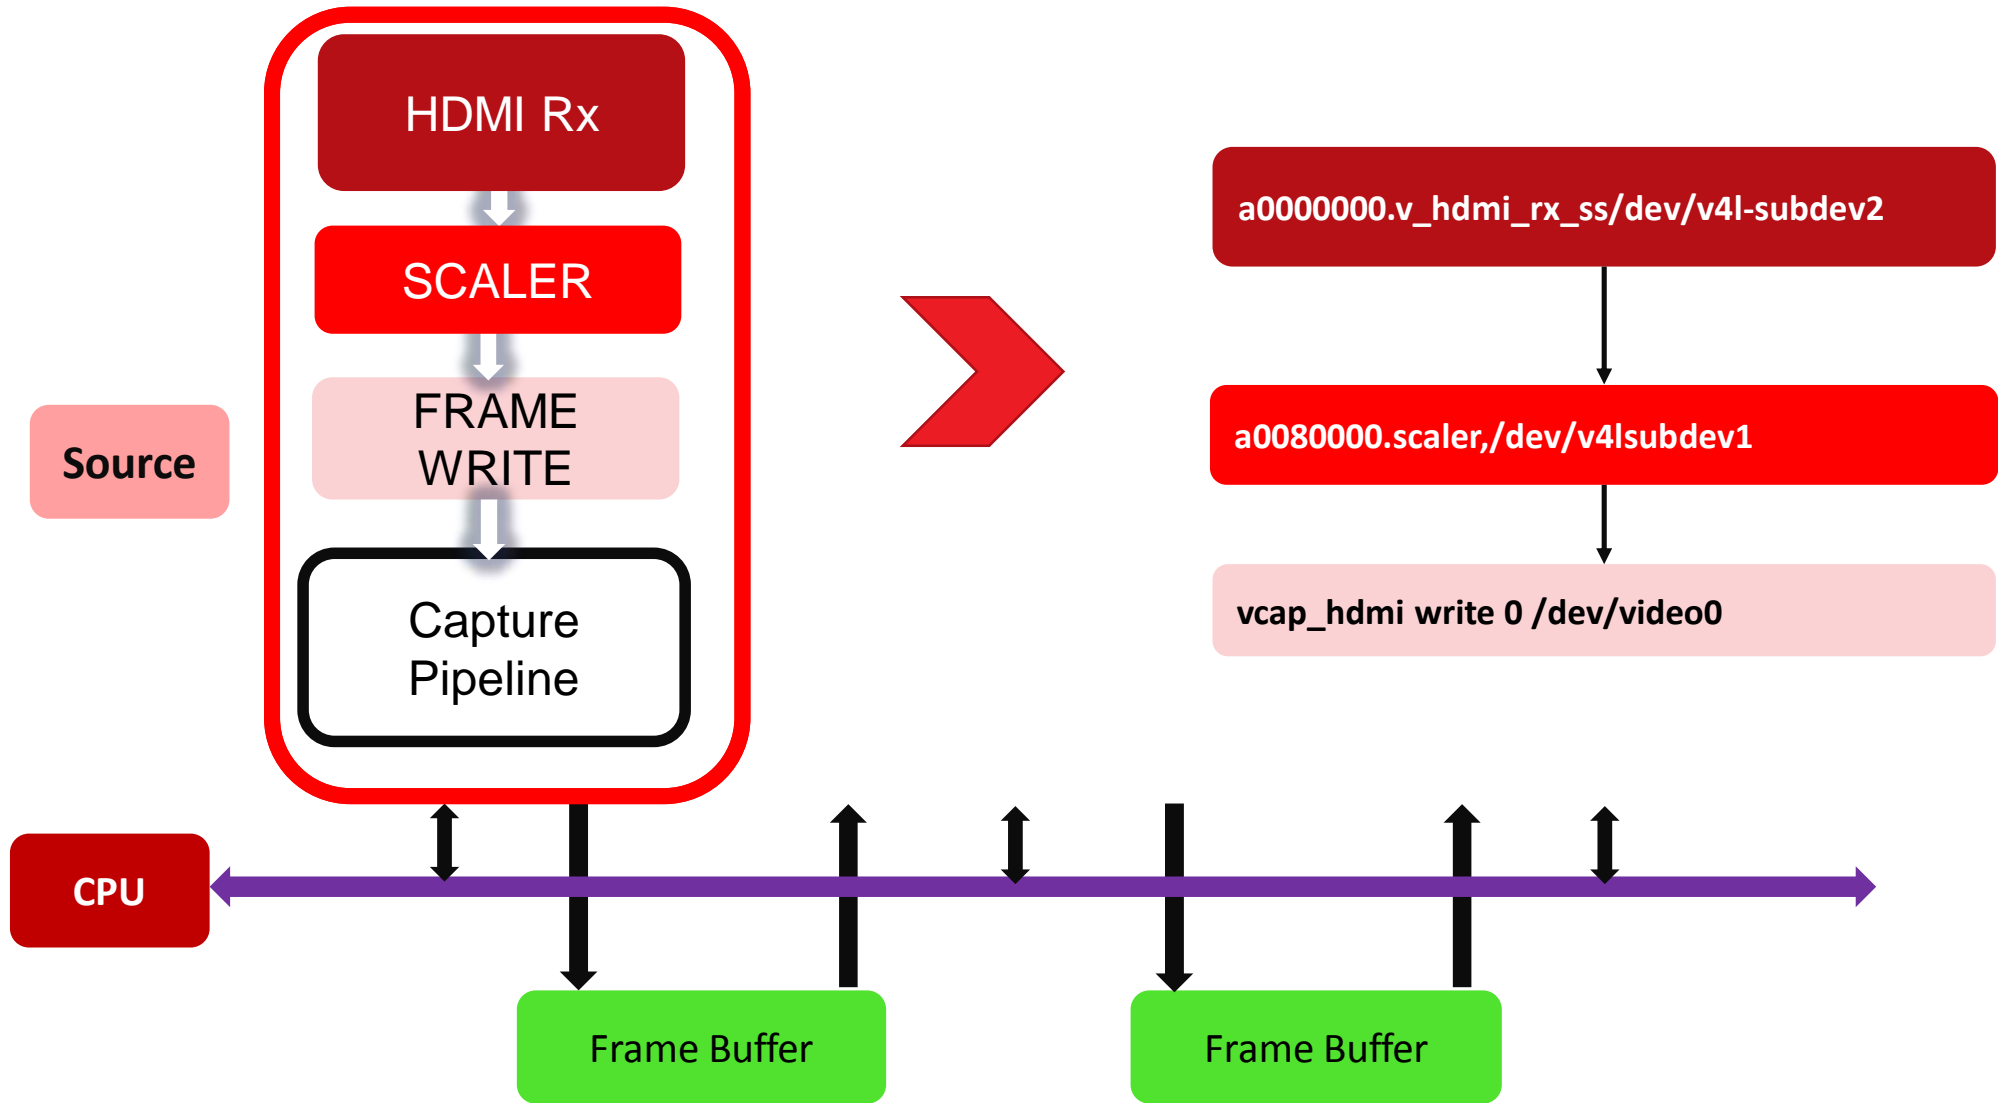 HDMI Rx
SCALER
FRAME
WRITE
Capture
Pipeline
Source
a0000000.v_hdmi_rx_ss/dev/v4l-subdev2
a0080000.scaler,/dev/v4lsubdev1
vcap_hdmi write 0 /dev/video0
CPU
Frame Buffer
Frame Buffer